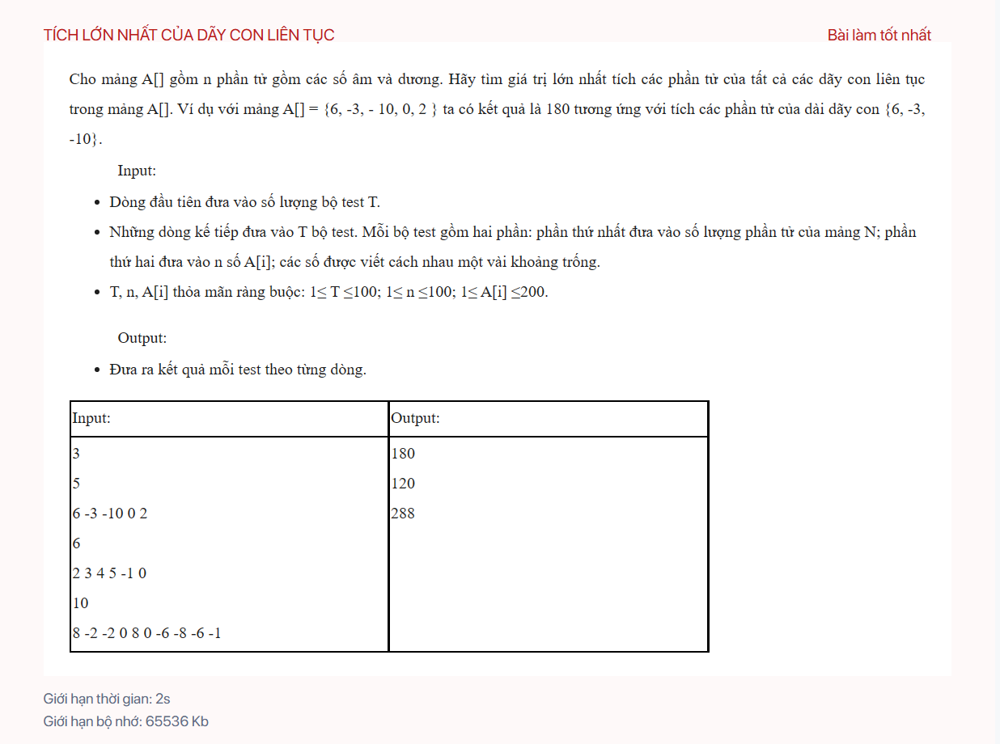 TÍCH LỚN NHẤT CỦA DÃY CON LIÊN TỤC
Bài làm tốt nhất
Cho mảng A[] gồm n phần tử gồm các số âm và dương. Hãy tìm giá trị lớn nhất tích các phần tử của tất cả các dãy con liên tục
trong mảng A[]. Ví dụ với mảng A[] = {6, -3, - 10, 0, 2 } ta có kết quả là 180 tương ứng với tích các phần tử của dài dãy con {6, -3,
-10}.
Input:
• Dòng đầu tiên đưa vào số lượng bộ test T.
• Những dòng kế tiếp đưa vào T bộ test. Mỗi bộ test gồm hai phần: phần thứ nhất đưa vào số lượng phần tử của mảng N; phần
thứ hai đưa vào n số A[i]; các số được viết cách nhau một vài khoảng trống.
• T, n, A[i] thỏa mãn ràng buộc: 1≤ T ≤100; 1≤ n ≤100; 1≤ A[i] ≤200.
Output:
• Đưa ra kết quả mỗi test theo từng dòng.
Input:
Output:
3
5
6 -3 -10 0 2
6
2 3 4 5 -1 0
10
8 -2 -2 0 8 0 -6 -8 -6 -1
180
120
288
Giới hạn thời gian: 2s
Giới hạn bộ nhớ: 65536 Kb